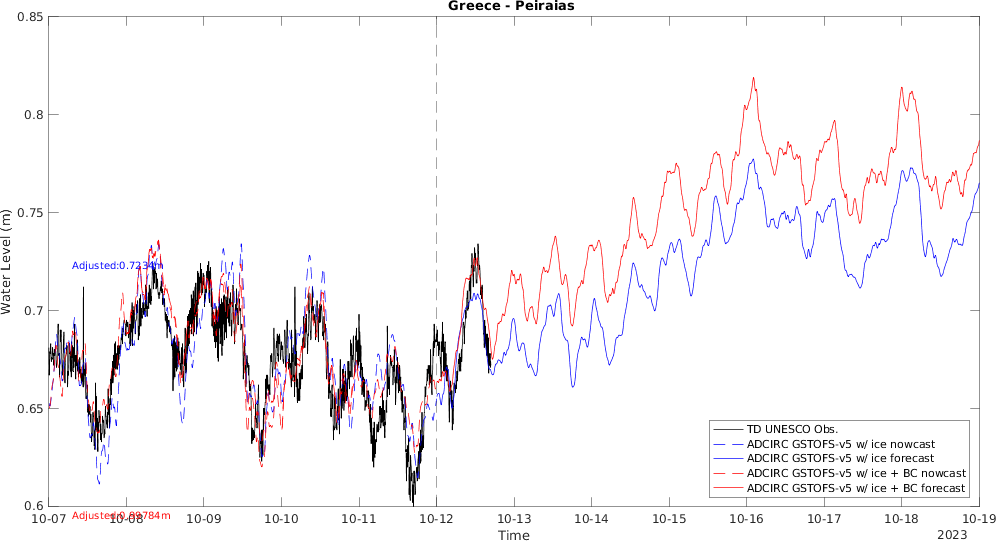 Greece - Peiraias
0.85
0.8
0.75
0.7
0.65
0.6
Water Level (m)
Adjusted:0.7234m
TD UNESCO Obs.
ADCIRC GSTOFS-v5 w/ ice nowcast
ADCIRC GSTOFS-v5 w/ ice forecast
ADCIRC GSTOFS-v5 w/ ice + BC nowcast
ADCIRC GSTOFS-v5 w/ ice + BC forecast
10-07 10-08 10-09 10-10 10-11 10-12 10-13 10-14 10-15 10-16 10-17 10-18 10-19
Time
2023